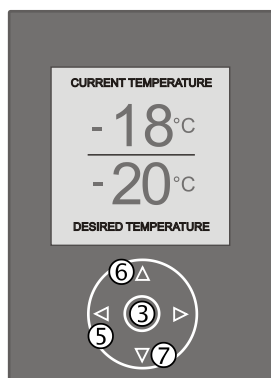 CURRENT TEMPERATURE
- 18°C
- 20°C
DESIRED TEMPERATURE
6
3
5
7